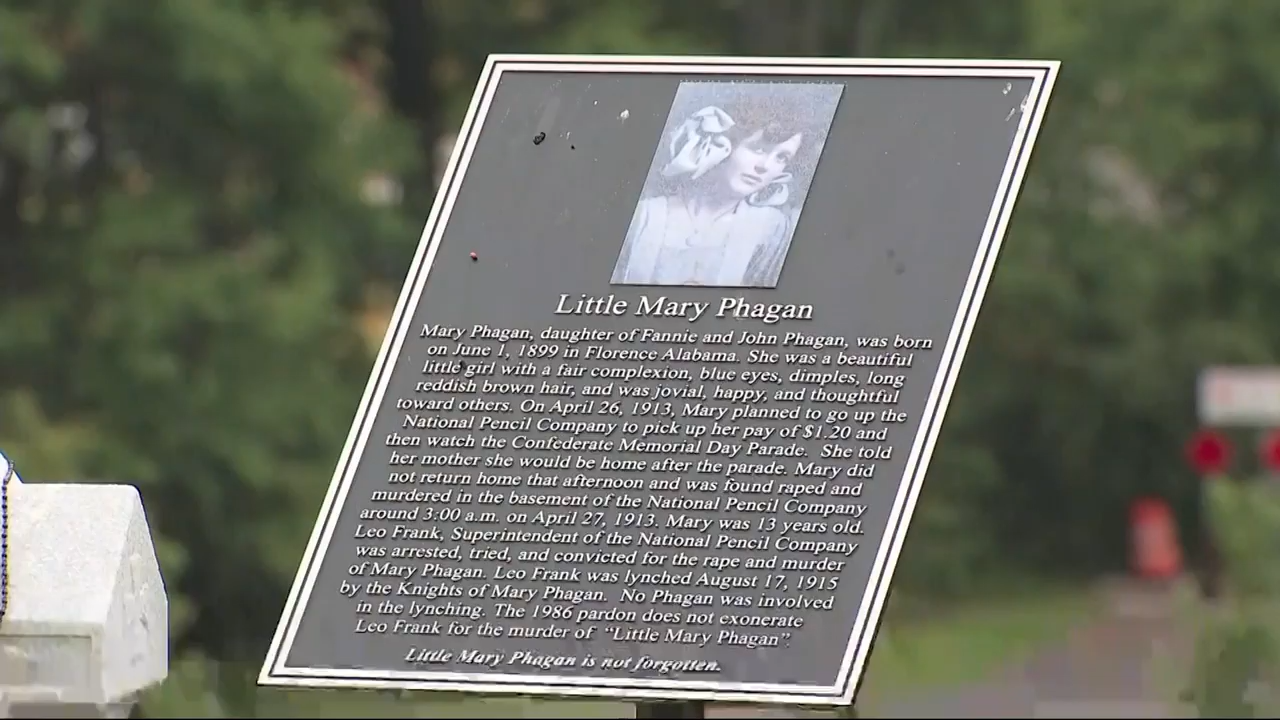 Little Mary Phagan
Mary Phagan, daughter of Fannie and John Phagan, was born
on June 1, 1899 in Florence Alabama. She was a beautiful
little girl with a fair complexion, blue eyes, dimples, long
reddish brown hair, and was jovial, happy, and thoughtful
toward others. On April 26, 1913, Mary planned to go up the
National Pencil Company to pick up her pay of $1.20 and
then watch the Confederate Memorial Day Parade. She told
her mother she would be home after the parade. Mary did
not return home that afternoon and was found raped and
murdered in the basement of the National Pencil Company
around 3:00 a.m. on April 27, 1913. Mary was 13 years old.
Leo Frank, Superintendent of the National Pencil Company
was arrested, tried, and convicted for the rape and murder
of Mary Phagan. Leo Frank was lynched August 17, 1915
by the Knights of Mary Phagan. No Phagan was involved
in the lynching. The 1986 pardon does not exonerate
Leo Frank for the murder of "Little Mary Phagan".
Little Mary Phagan is not forgotten.